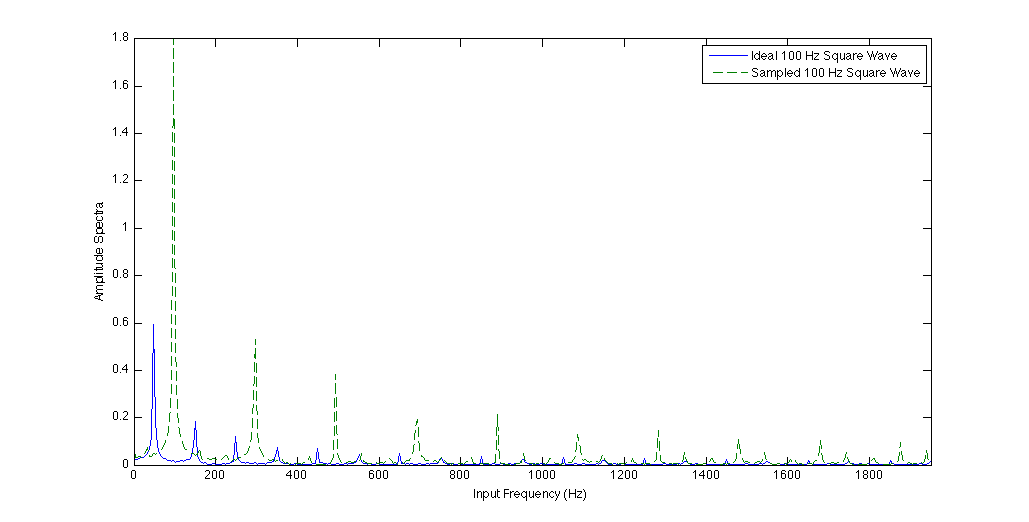 1.8
1.6
1.4
1.2
1
0.8
0.6
0.4
0.2
0
Amplitude Spectra
Ideal 100 Hz Square Wave
Sampled 100 Hz Square Wave
0 200 400 600 800 1000 1200 1400 1600 1800
Input Frequency (Hz)